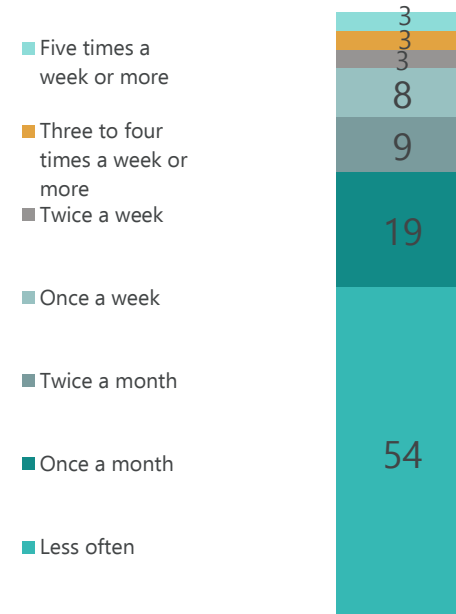 Five times a
week or more
Three to four
times a week or
more
Twice a week
Once a week
Twice a month
Once a month
Less often
3
3
3
8
9
19
54